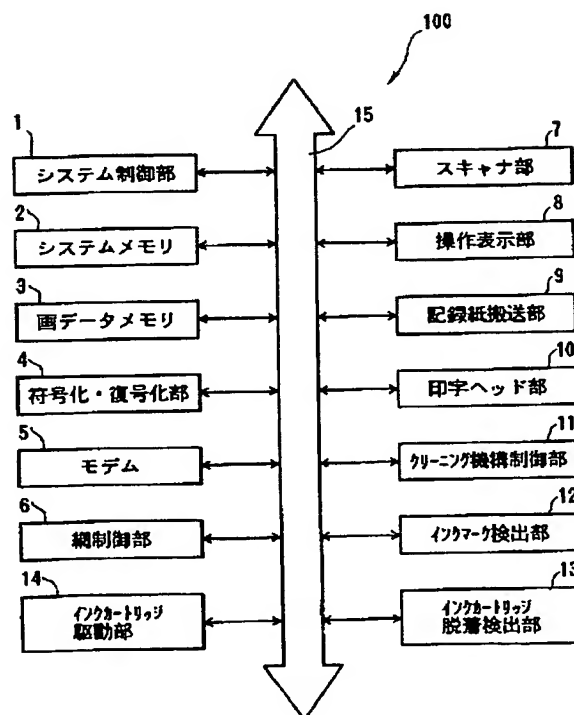 100
15
1
システム制御部
2
システムメモリ
3
画データメモリ
4
符号化・復号化部
5
モデム
6
網制御部
14
インクカートリッジ
駆動部
7
スキャナ部
8
操作表示部
9
記録紙搬送部
10
印字ヘッド部
11
クリーニング機構制御部
12
インクマーク検出部
13
インクカートリッジ
脱着検出部